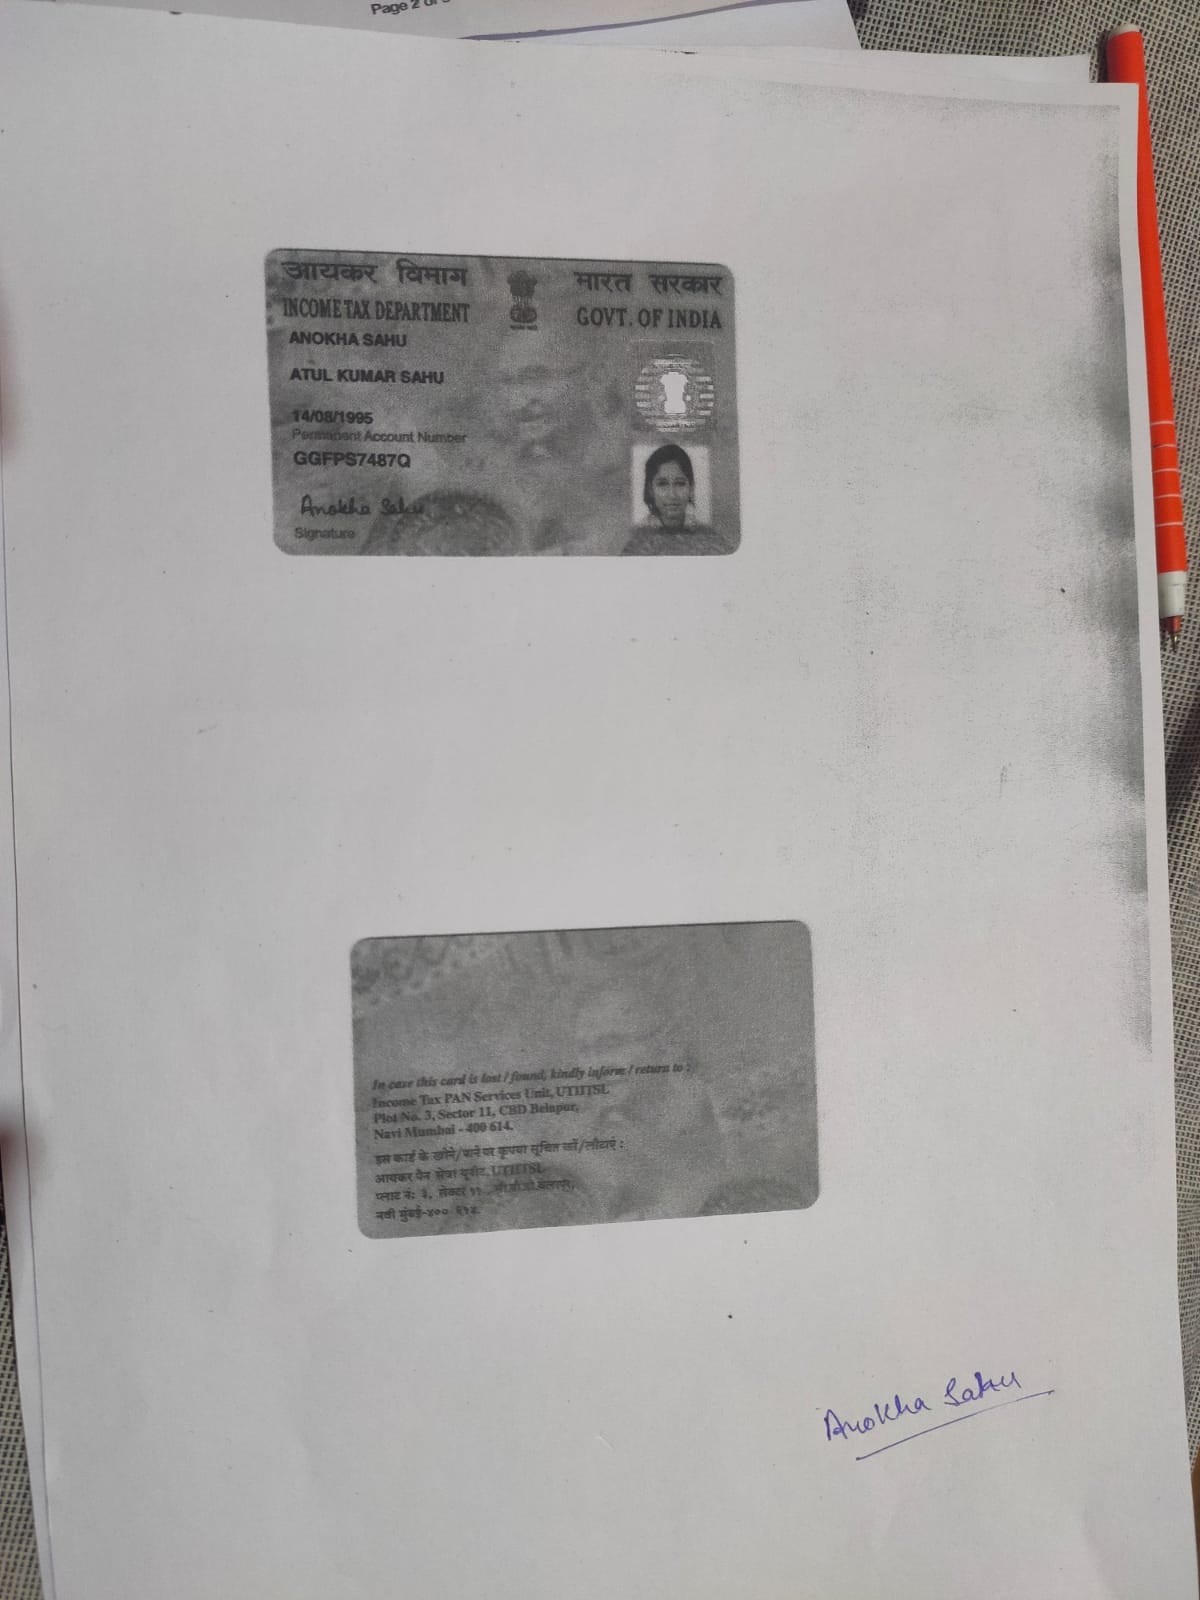 Page 2 of
आयकर विभाग
INCOME TAX DEPARTMENT
भारत सरकार
GOVT. OF INDIA
ANOKHA SAHU
ATUL KUMAR SAHU
14/08/1995
Permanent Account Number
GGFPS7487Q
Anokha Sahu
Signature
In case this card is lost / found, kindly inform / return to :
Income Tax PAN Services Unit, UTIITSL
Plot No. 3, Sector 11, CBD Belapur,
Navi Mumbai - 400 614.
इस कार्ड के खोने/पाने पर कृपया सूचित करें/लौटाएं :
आयकर पैन सेवा यूनीट, UTIITSL
प्लाट नं: ३, सेक्टर ११, सी.बी.डी.बेलापूर,
नवी मुंबई-४०० ६१४.
Anokha Sahu